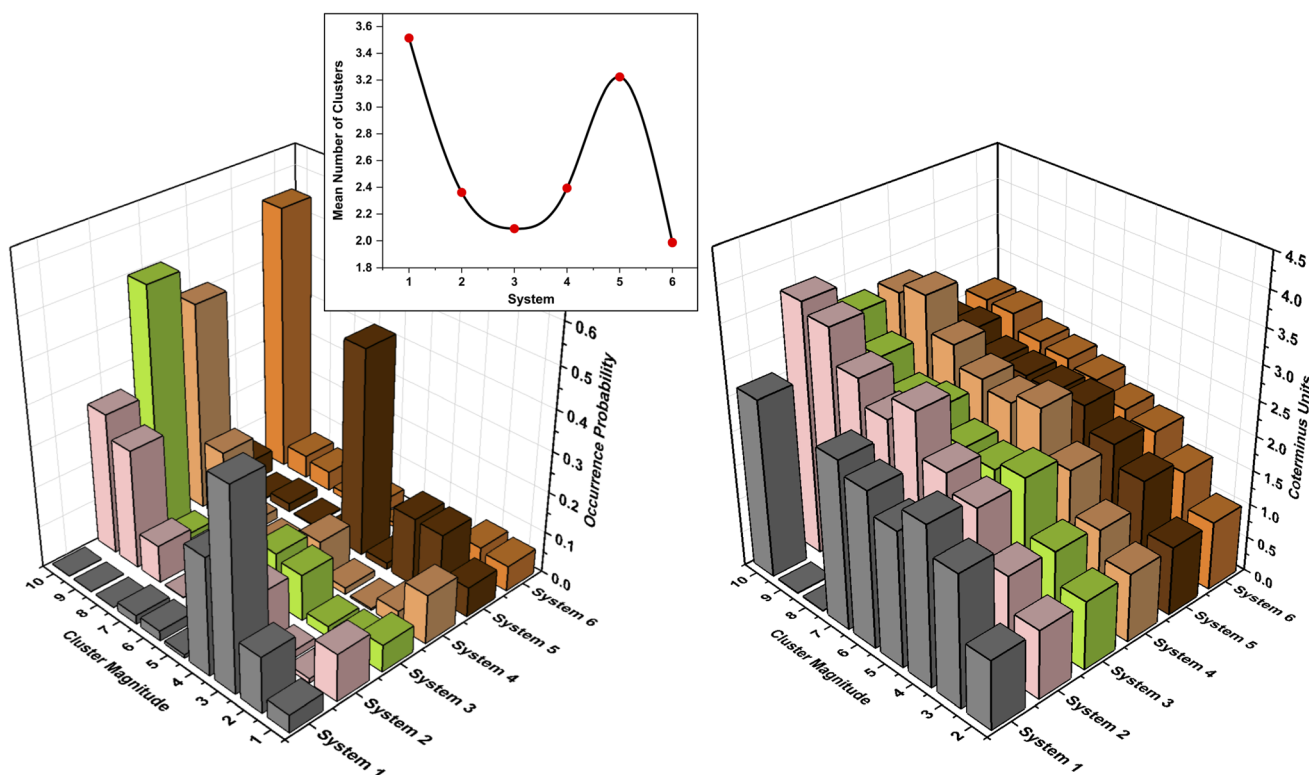 3.6
3.4
3.2
3.0
2.8
2.6
2.4
2.2
2.0
1.8
Mean Number of Clusters
1 2 3 4 5 6
System
0.6
0.5
0.4
0.3
0.2
0.1
0.0
Occurrence Probability
10
9
8
7
6
5
4
3
2
1
Cluster Magnitude
System 1
System 2
System 3
System 4
System 5
System 6
4.5
4.0
3.5
3.0
2.5
2.0
1.5
1.0
0.5
0.0
Coterminus Units
10
9
8
7
6
5
4
3
2
Cluster Magnitude
System 1
System 2
System 3
System 4
System 5
System 6